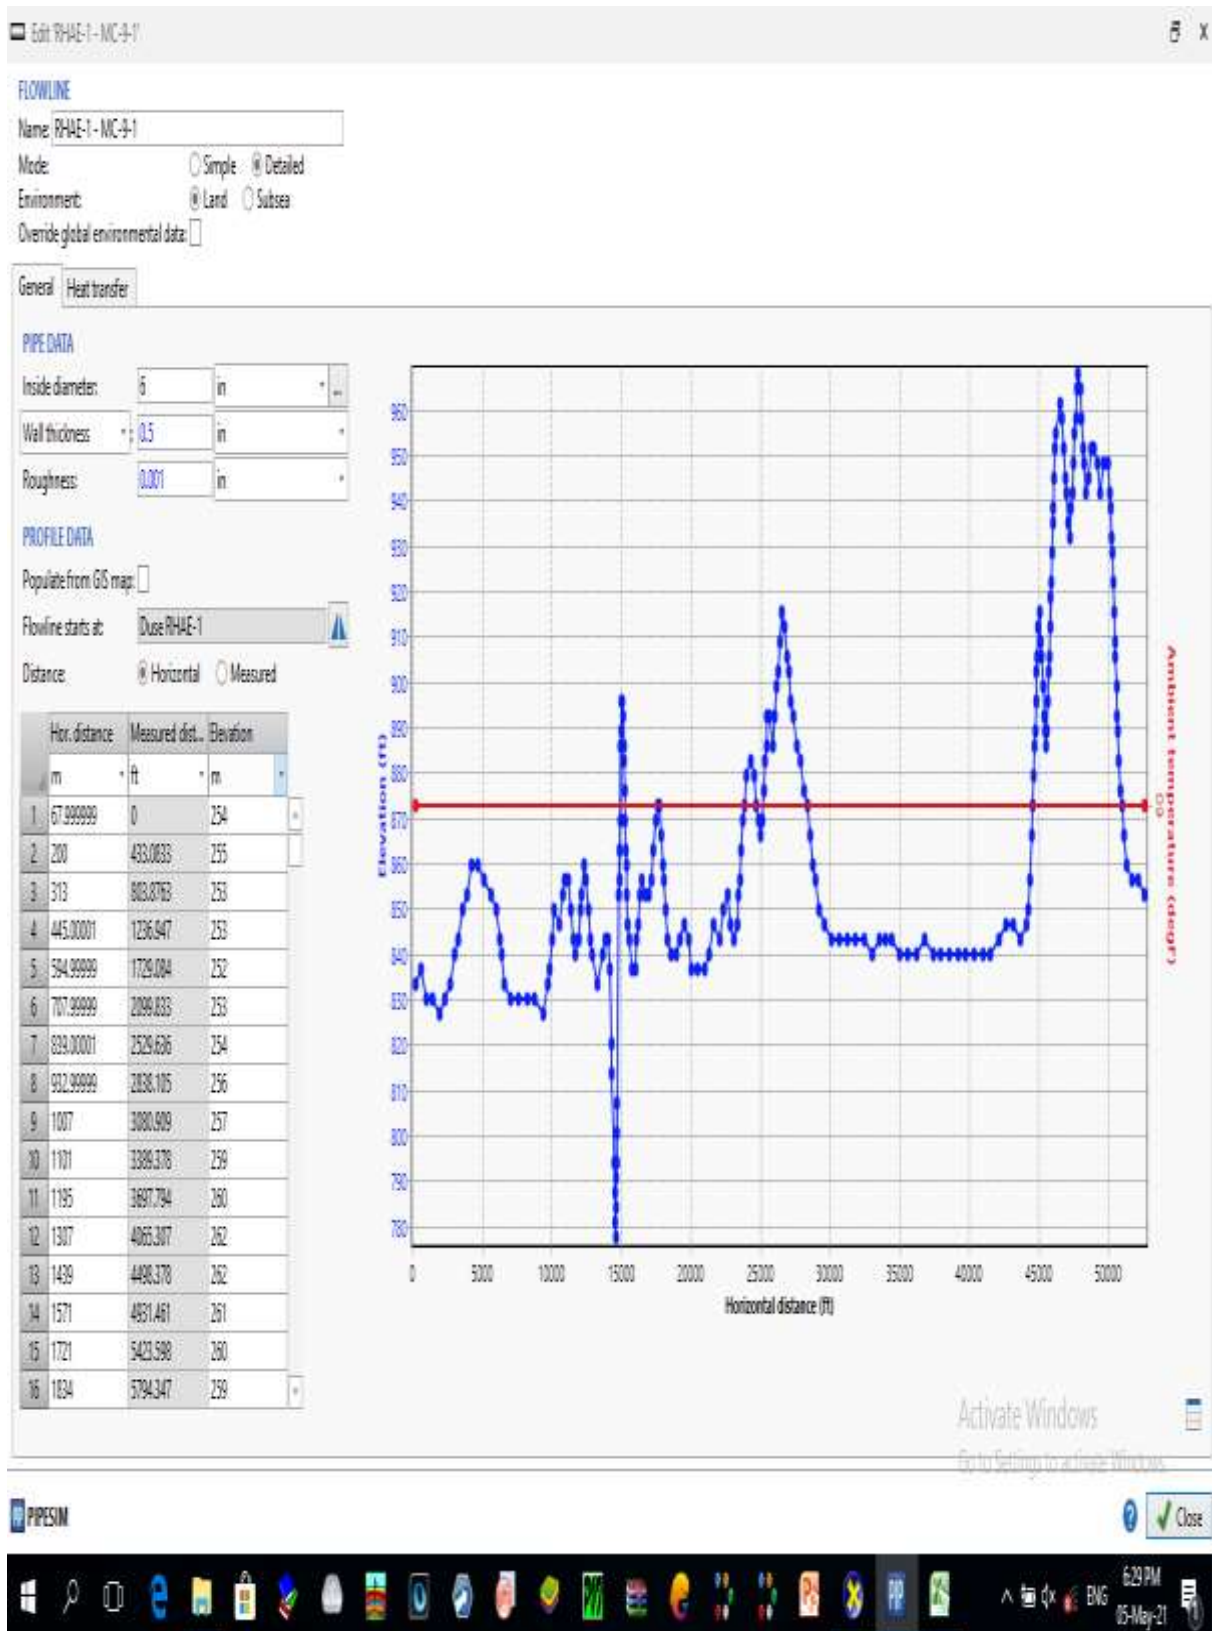 Edit 'RHAE-1 - MC-9-1'
X
FLOWLINE
Name: RHAE-1 - MC-9-1
Mode: Simple Detailed
Environment: Land Subsea
Override global environmental data:
General Heat transfer
PIPE DATA
Inside diameter: 6 in ...
Wall thickness : 0.5 in
Roughness: 0.001 in
PROFILE DATA
Populate from GIS map:
Flowline starts at: Duse RHAE-1
Distance: Horizontal Measured
Hor. distance Measured dist... Elevation
m ft m
1 67.999999 0 254
2 200 433.0833 255
3 313 803.8763 253
4 445.00001 1236.947 253
5 594.99999 1729.084 252
6 707.99999 2099.833 253
7 839.00001 2529.636 254
8 932.99999 2838.105 256
9 1007 3080.909 257
10 1101 3389.378 259
11 1195 3697.794 260
12 1307 4065.307 262
13 1439 4498.378 262
14 1571 4931.461 261
15 1721 5423.598 260
16 1834 5794.347 259
Elevation (ft)
960
950
940
930
920
910
900
890
880
870
860
850
840
830
820
810
800
790
780
0 5000 10000 15000 20000 25000 30000 35000 40000 45000 50000
Horizontal distance (ft)
Ambient temperature (degF)
Activate Windows
Go to Settings to activate Windows.
PIPESIM
? Close
PIP
ENG
6:29 PM
05-May-21